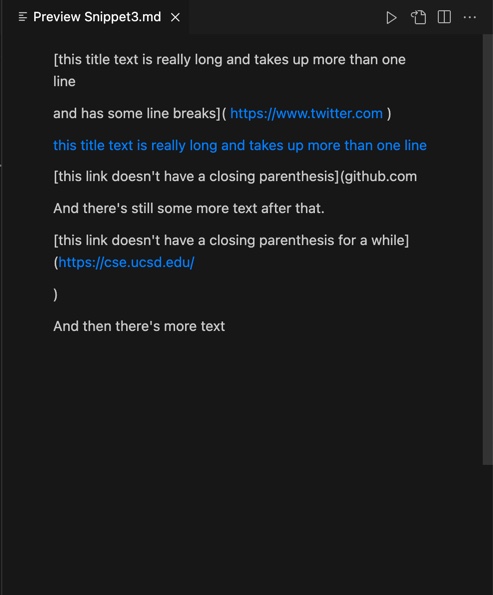 Preview Snippet3.md
[this title text is really long and takes up more than one
line
and has some line breaks]( https://www.twitter.com )
this title text is really long and takes up more than one line
[this link doesn't have a closing parenthesis](github.com
And there's still some more text after that.
[this link doesn't have a closing parenthesis for a while]
(https://cse.ucsd.edu/
)
And then there's more text